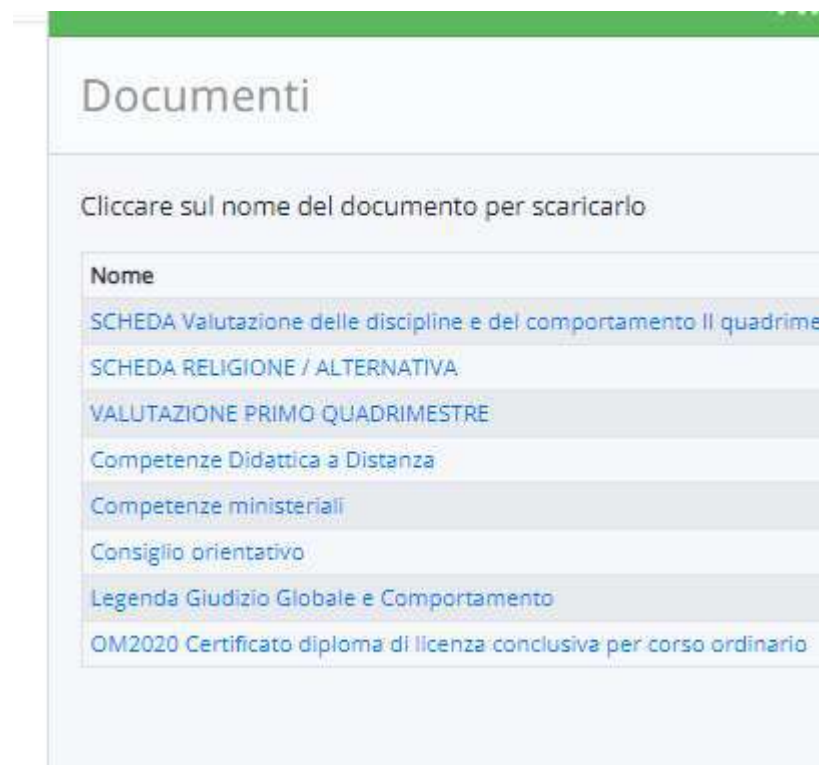 Documenti
Cliccare sul nome del documento per scaricarlo
Nome
SCHEDA Valutazione delle discipline e del comportamento II quadrime
SCHEDA RELIGIONE / ALTERNATIVA
VALUTAZIONE PRIMO QUADRIMESTRE
Competenze Didattica a Distanza
Competenze ministeriali
Consiglio orientativo
Legenda Giudizio Globale e Comportamento
OM2020 Certificato diploma di licenza conclusiva per corso ordinario